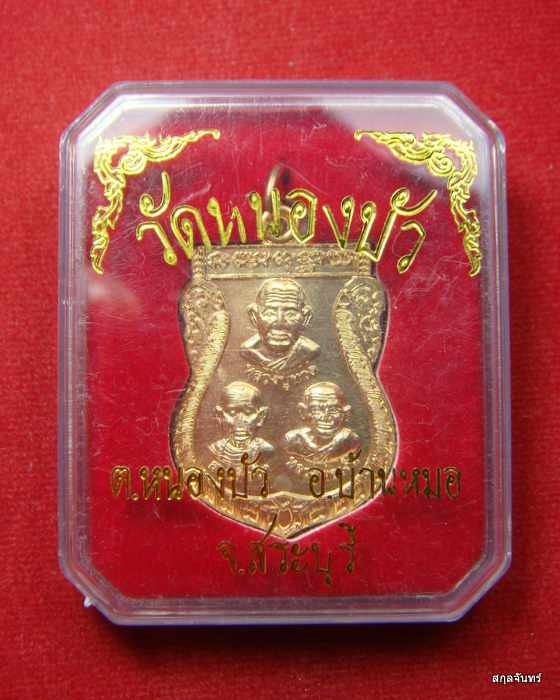 วัดหนองบัว
ต.หนองบัว อ.บ้านหมอ
จ.สระบุรี
สกุลจันทร์